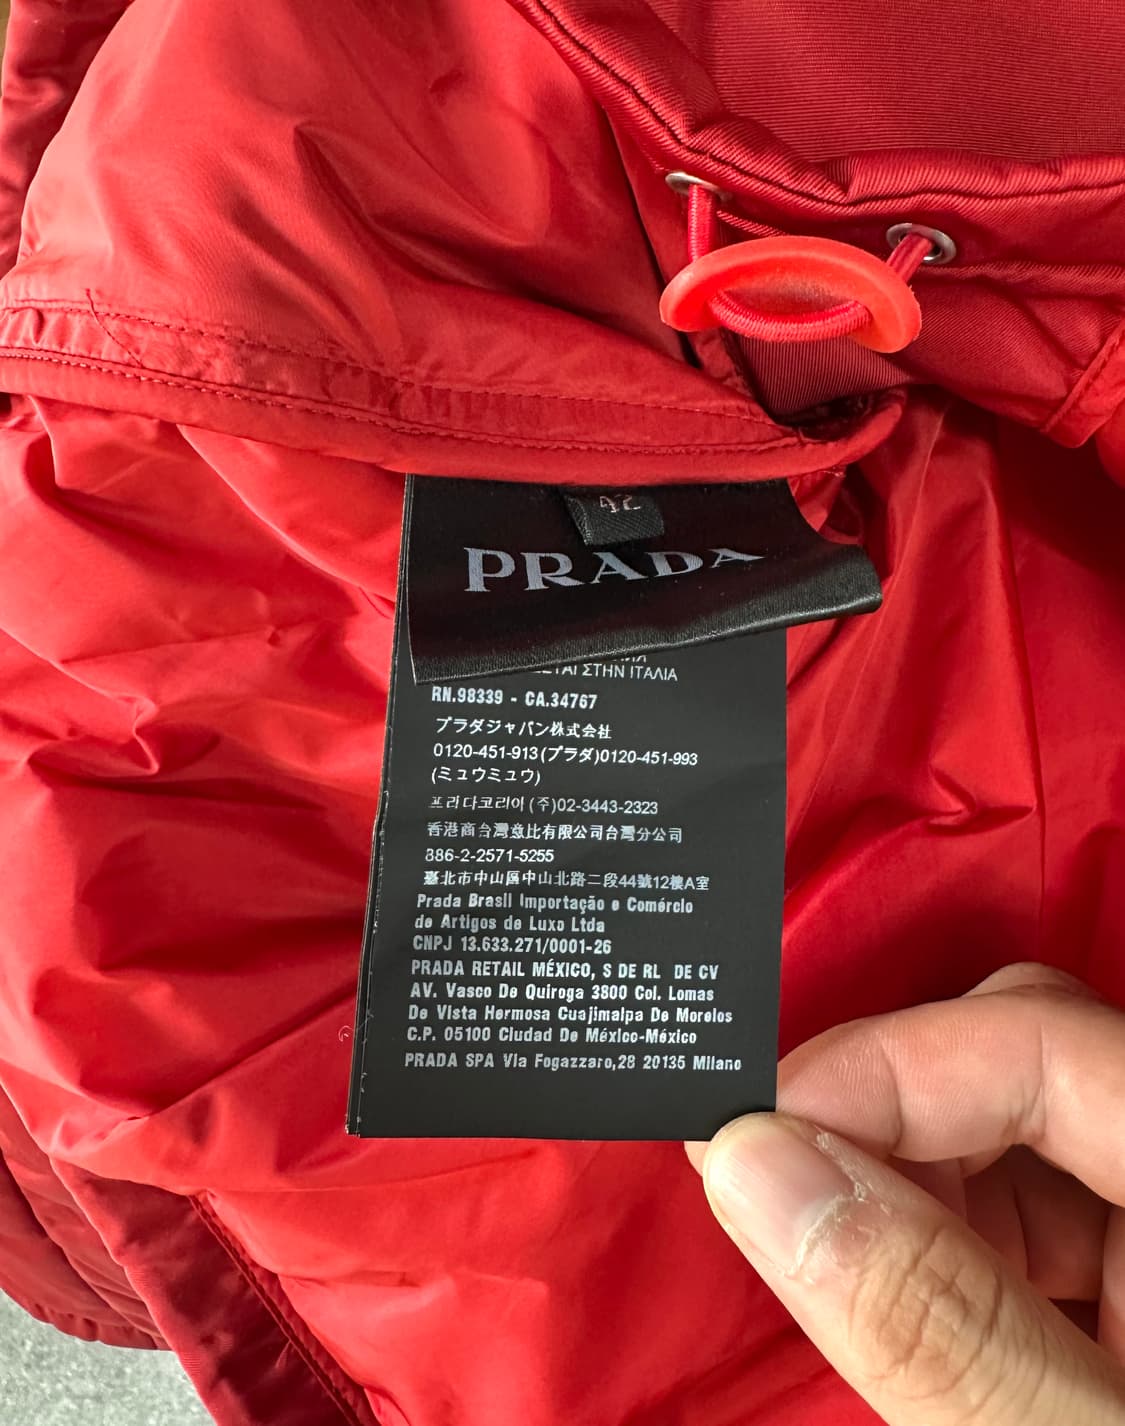 42
PRADA
ΣΤΗΝ ΙΤΑΛΙΑ
RN.98339 - CA.34767
プラダジャパン株式会社
0120-451-913(プラダ)0120-451-993
(ミュウミュウ)
프라다코리아 (주)02-3443-2323
香港商台灣意比有限公司台灣分公司
886-2-2571-5255
臺北市中山區中山北路二段44號12樓A室
Prada Brasil Importação e Comércio
de Artigos de Luxo Ltda
CNPJ 13.633.271/0001-26
PRADA RETAIL MÉXICO, S DE RL DE CV
AV. Vasco De Quiroga 3800 Col. Lomas
De Vista Hermosa Cuajimalpa De Morelos
C.P. 05100 Ciudad De México-México
PRADA SPA Via Fogazzaro,28 20135 Milano